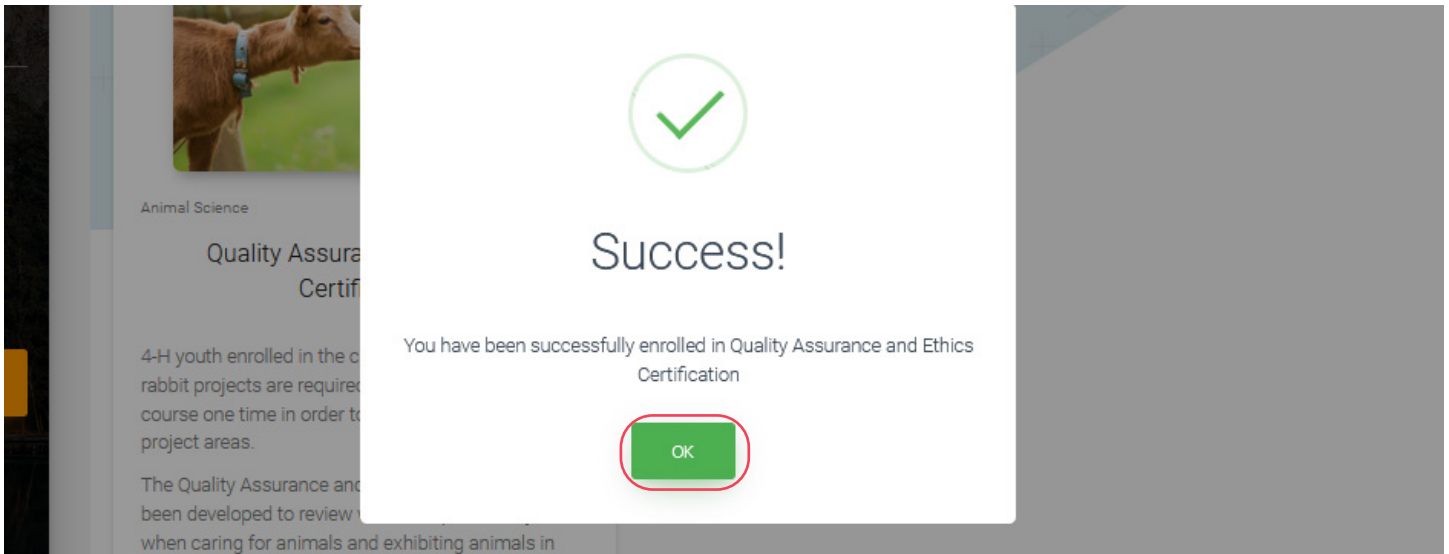 Animal Science
Quality Assura
Certif
4-H youth enrolled in the c
rabbit projects are required
course one time in order to
project areas.
The Quality Assurance and
been developed to review
when caring for animals and exhibiting animals in
Success!
You have been successfully enrolled in Quality Assurance and Ethics
Certification
OK